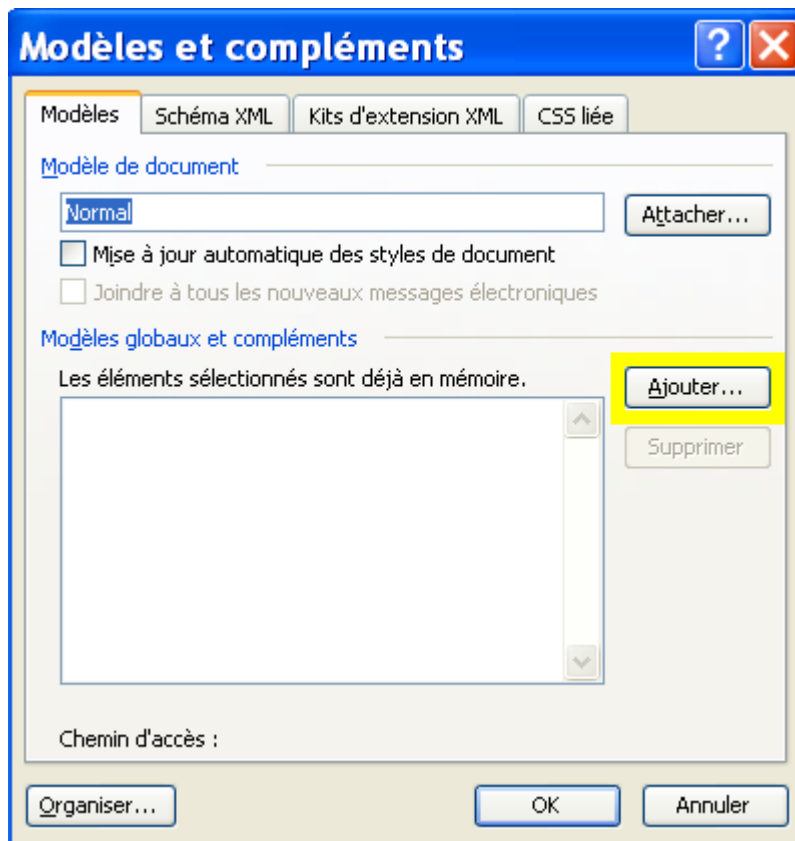 Modèles et compléments
Modèles
Schéma XML
Kits d'extension XML
CSS liée
Modèle de document
Normal
Attacher...
Mise à jour automatique des styles de document
Joindre à tous les nouveaux messages électroniques
Modèles globaux et compléments
Les éléments sélectionnés sont déjà en mémoire.
Ajouter...
Supprimer
Chemin d'accès :
Organiser...
OK
Annuler